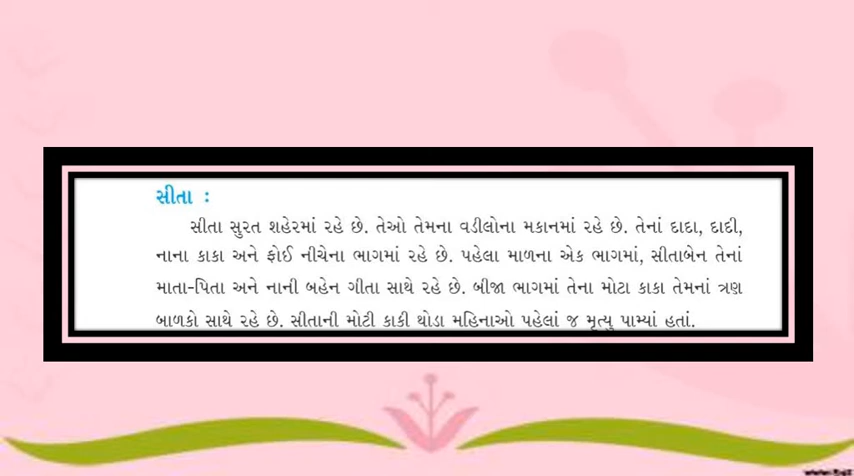 સીતા :
સીતા સુરત શહેરમાં રહે છે. તેઓ તેમના વડીલોના મકાનમાં રહે છે. તેનાં દાદા, દાદી,
નાના કાકા અને ફોઈ નીચેના ભાગમાં રહે છે. પહેલા માળના એક ભાગમાં, સીતાબેન તેનાં
માતા-પિતા અને નાની બહેન ગીતા સાથે રહે છે. બીજા ભાગમાં તેના મોટા કાકા તેમનાં ત્રણ
બાળકો સાથે રહે છે. સીતાની મોટી કાકી થોડા મહિનાઓ પહેલાં જ મૃત્યુ પામ્યાં હતાં.